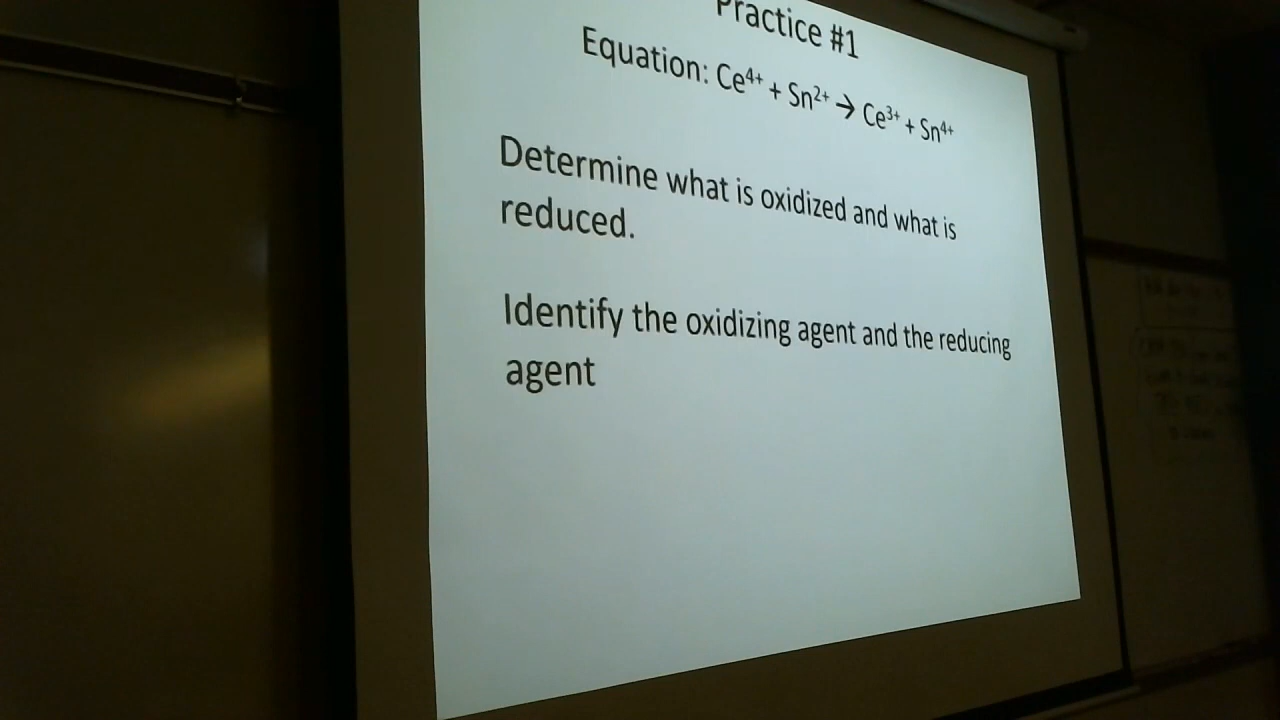 Practice #1
Equation: Ce⁴⁺ + Sn²⁺ → Ce³⁺ + Sn⁴⁺
Determine what is oxidized and what is
reduced.
Identify the oxidizing agent and the reducing
agent